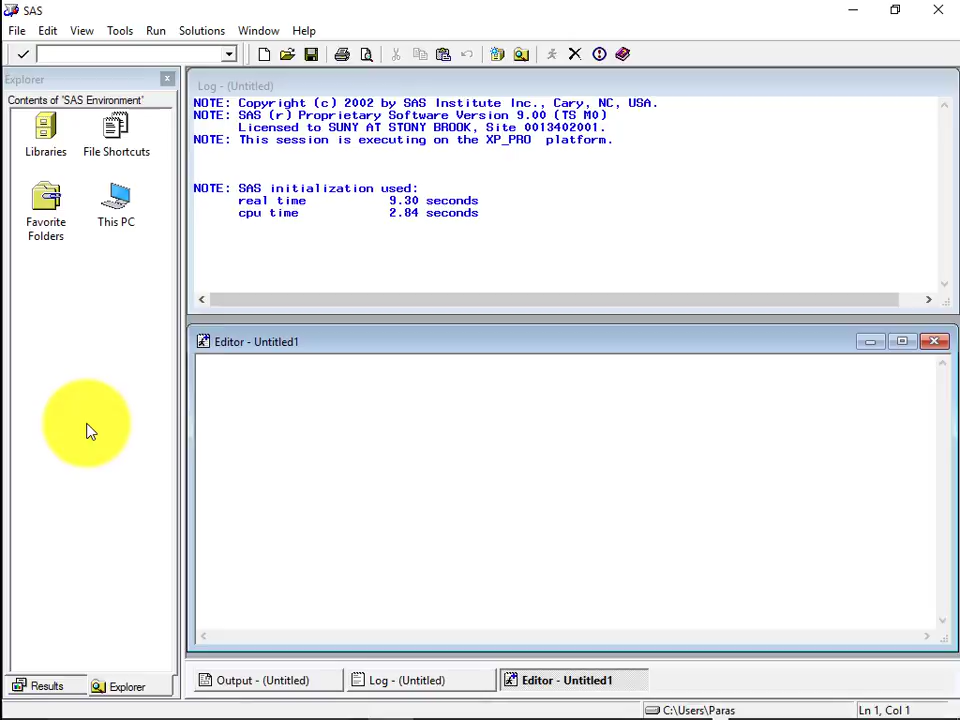 SAS
File Edit View Tools Run Solutions Window Help
Explorer
Contents of 'SAS Environment'
Libraries
File Shortcuts
Favorite
Folders
This PC
Results
Explorer
Log - (Untitled)
NOTE: Copyright (c) 2002 by SAS Institute Inc., Cary, NC, USA.
NOTE: SAS (r) Proprietary Software Version 9.00 (TS M0)
Licensed to SUNY AT STONY BROOK, Site 0013402001.
NOTE: This session is executing on the XP_PRO platform.
NOTE: SAS initialization used:
real time 9.30 seconds
cpu time 2.84 seconds
Editor - Untitled1
Output - (Untitled)
Log - (Untitled)
Editor - Untitled1
C:\Users\Paras
Ln 1, Col 1